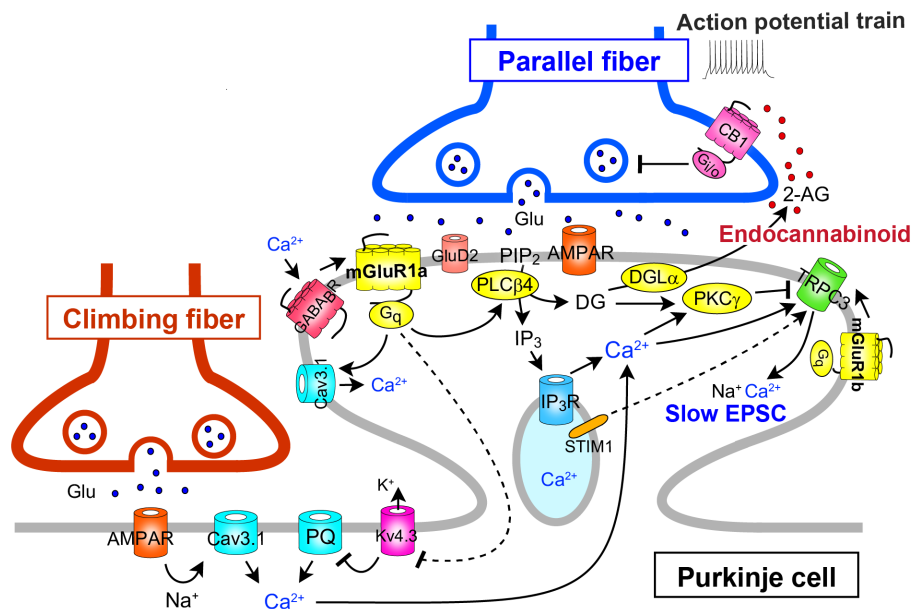 Action potential train
Parallel fiber
CB1
Gi/o
2-AG
Glu
Endocannabinoid
Ca²⁺
mGluR1a
GluD2
PIP₂
AMPAR
DGLα
TRPC3
GABABR
PLCβ4
DG
PKCγ
Climbing fiber
Gq
IP₃
Ca²⁺
mGluR1b
Gq
Cav3.1
Ca²⁺
IP₃R
Na⁺ Ca²⁺
Slow EPSC
STIM1
Ca²⁺
Glu
K⁺
AMPAR
Cav3.1
PQ
Kv4.3
Purkinje cell
Na⁺
Ca²⁺